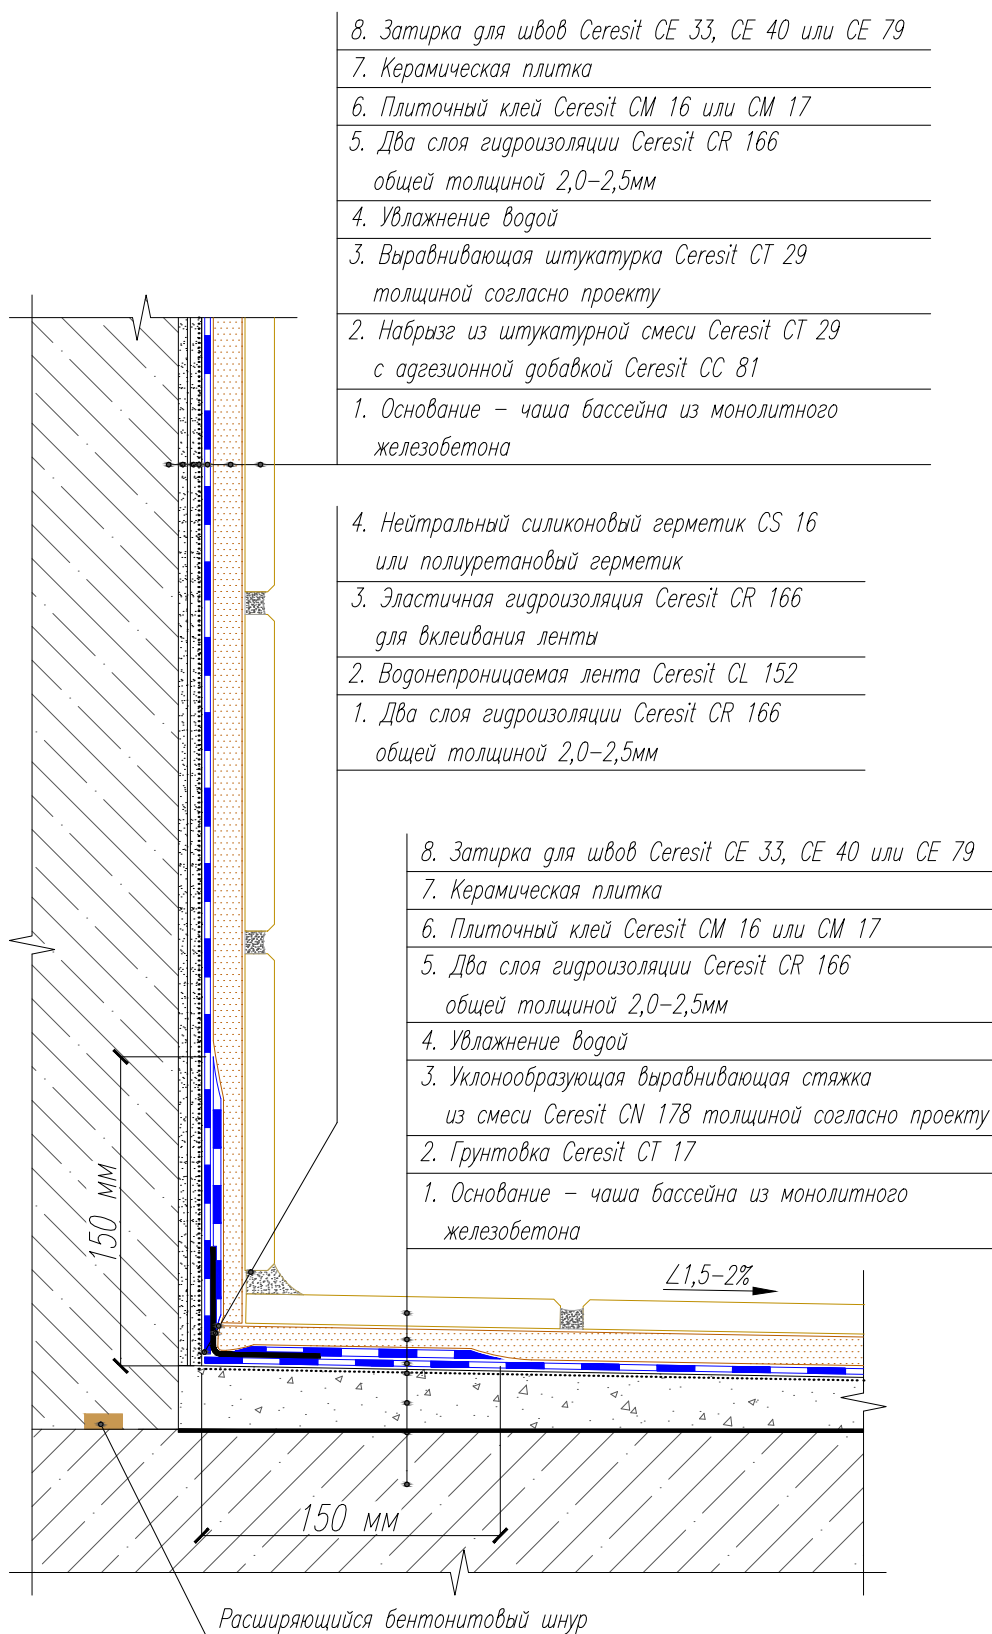 8. Затирка для швов Ceresit CE 33, CE 40 или CE 79
7. Керамическая плитка
6. Плиточный клей Ceresit CM 16 или CM 17
5. Два слоя гидроизоляции Ceresit CR 166
общей толщиной 2,0-2,5мм
4. Увлажнение водой
3. Выравнивающая штукатурка Ceresit CT 29
толщиной согласно проекту
2. Набрызг из штукатурной смеси Ceresit CT 29
с адгезионной добавкой Ceresit CC 81
1. Основание - чаша бассейна из монолитного
железобетона
4. Нейтральный силиконовый герметик CS 16
или полиуретановый герметик
3. Эластичная гидроизоляция Ceresit CR 166
для вклеивания ленты
2. Водонепроницаемая лента Ceresit CL 152
1. Два слоя гидроизоляции Ceresit CR 166
общей толщиной 2,0-2,5мм
8. Затирка для швов Ceresit CE 33, CE 40 или CE 79
7. Керамическая плитка
6. Плиточный клей Ceresit CM 16 или CM 17
5. Два слоя гидроизоляции Ceresit CR 166
общей толщиной 2,0-2,5мм
4. Увлажнение водой
3. Уклонообразующая выравнивающая стяжка
из смеси Ceresit CN 178 толщиной согласно проекту
2. Грунтовка Ceresit CT 17
1. Основание - чаша бассейна из монолитного
железобетона
150 мм
∠1,5-2%
150 мм
Расширяющийся бентонитовый шнур